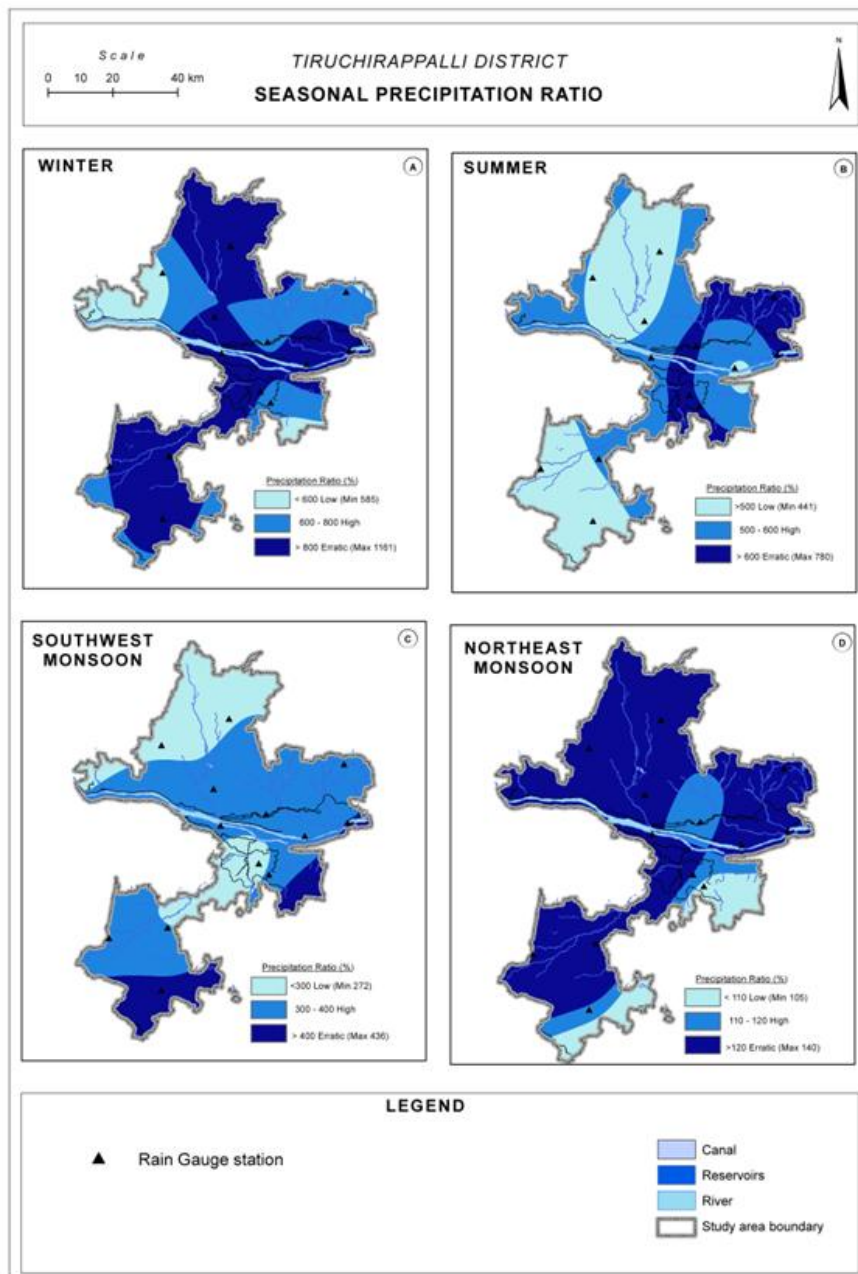 Scale
0 10 20 40 km
TIRUCHIRAPPALLI DISTRICT
SEASONAL PRECIPITATION RATIO
N
WINTER
A
Precipitation Ratio (%)
< 600 Low (Min 585)
600 - 800 High
> 800 Erratic (Max 1161)
SUMMER
B
Precipitation Ratio (%)
>500 Low (Min 441)
500 - 600 High
> 600 Erratic (Max 780)
SOUTHWEST
MONSOON
C
Precipitation Ratio (%)
<300 Low (Min 272)
300 - 400 High
> 400 Erratic (Max 436)
NORTHEAST
MONSOON
D
Precipitation Ratio (%)
< 110 Low (Min 105)
110 - 120 High
>120 Erratic (Max 140)
LEGEND
Rain Gauge station
Canal
Reservoirs
River
Study area boundary